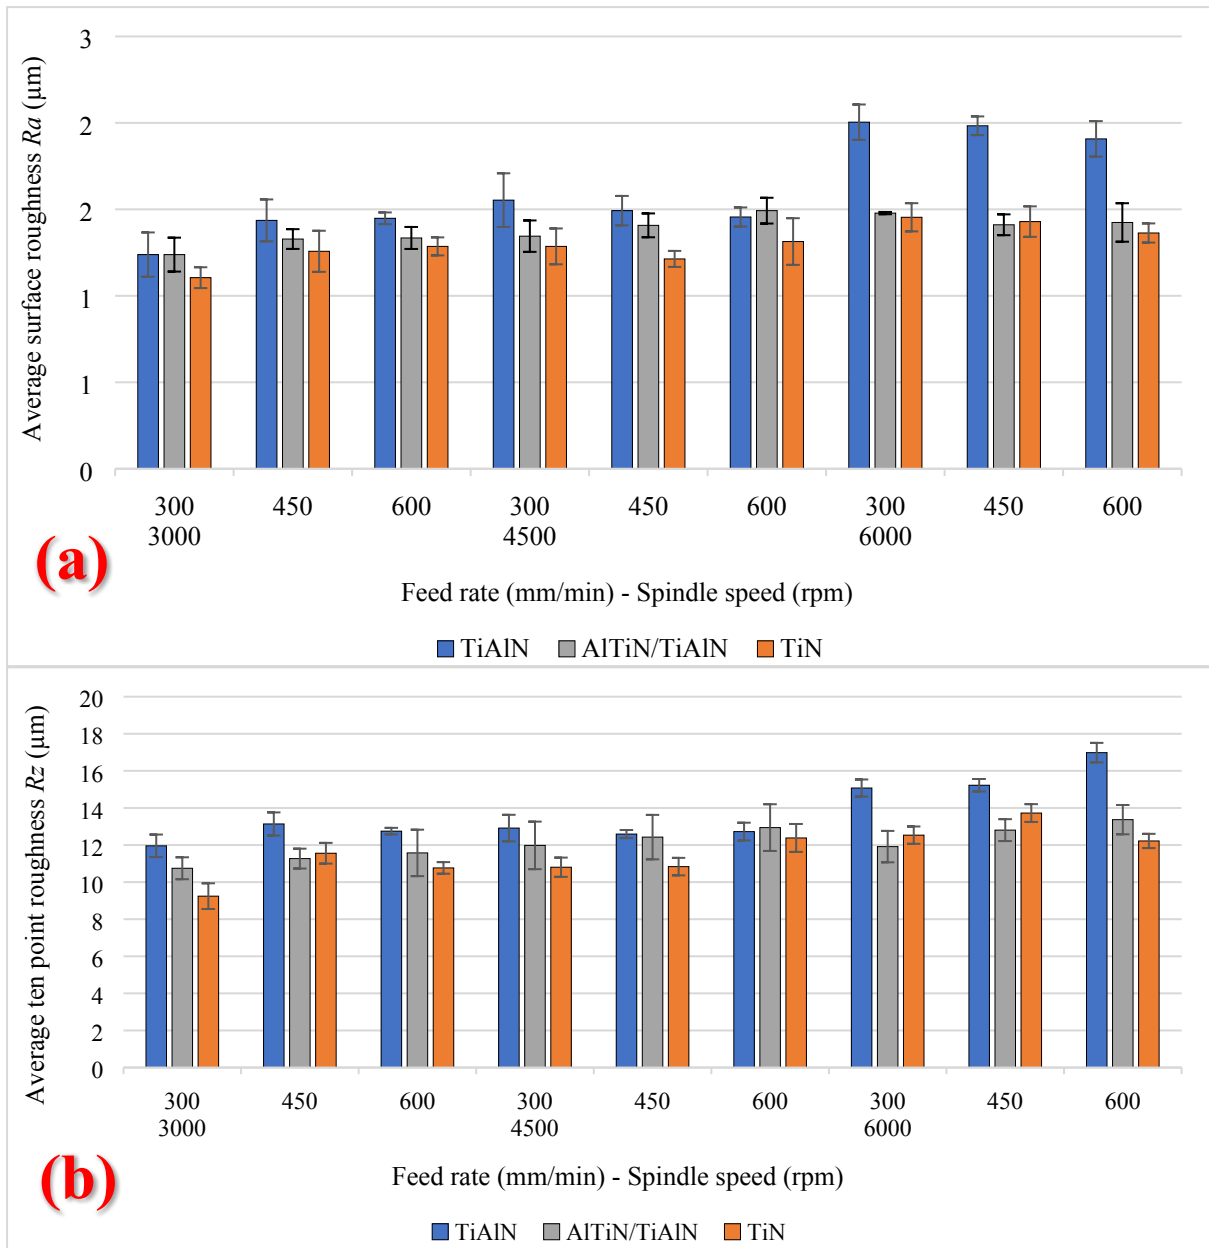 Average surface roughness Ra (µm)
3
2
2
1
1
0
300 450 600 300 450 600 300 450 600
3000 4500 6000
(a)
Feed rate (mm/min) - Spindle speed (rpm)
TiAlN AlTiN/TiAlN TiN
Average ten point roughness Rz (µm)
20
18
16
14
12
10
8
6
4
2
0
300 450 600 300 450 600 300 450 600
3000 4500 6000
(b)
Feed rate (mm/min) - Spindle speed (rpm)
TiAlN AlTiN/TiAlN TiN